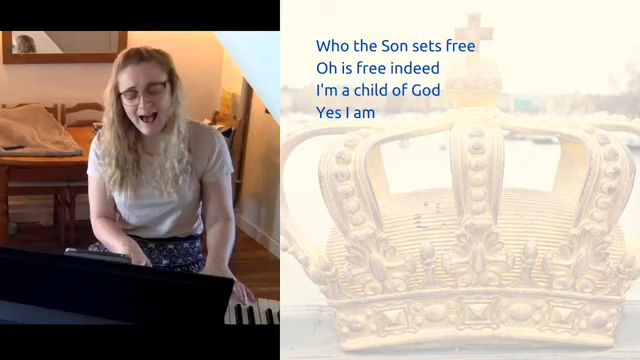 Who the Son sets free
Oh is free indeed
I'm a child of God
Yes I am